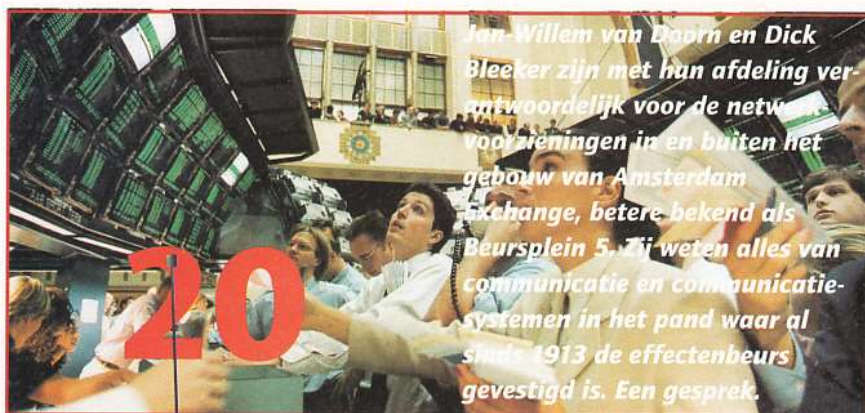 Jan-Willem van Doorn en Dick
Bleeker zijn met hun afdeling ver-
antwoordelijk voor de netwerk-
voorzieningen in en buiten het
gebouw van Amsterdam
Exchange, betere bekend als
Beursplein 5. Zij weten alles van
communicatie en communicatie-
systemen in het pand waar al
sinds 1913 de effectenbeurs
gevestigd is. Een gesprek.
20